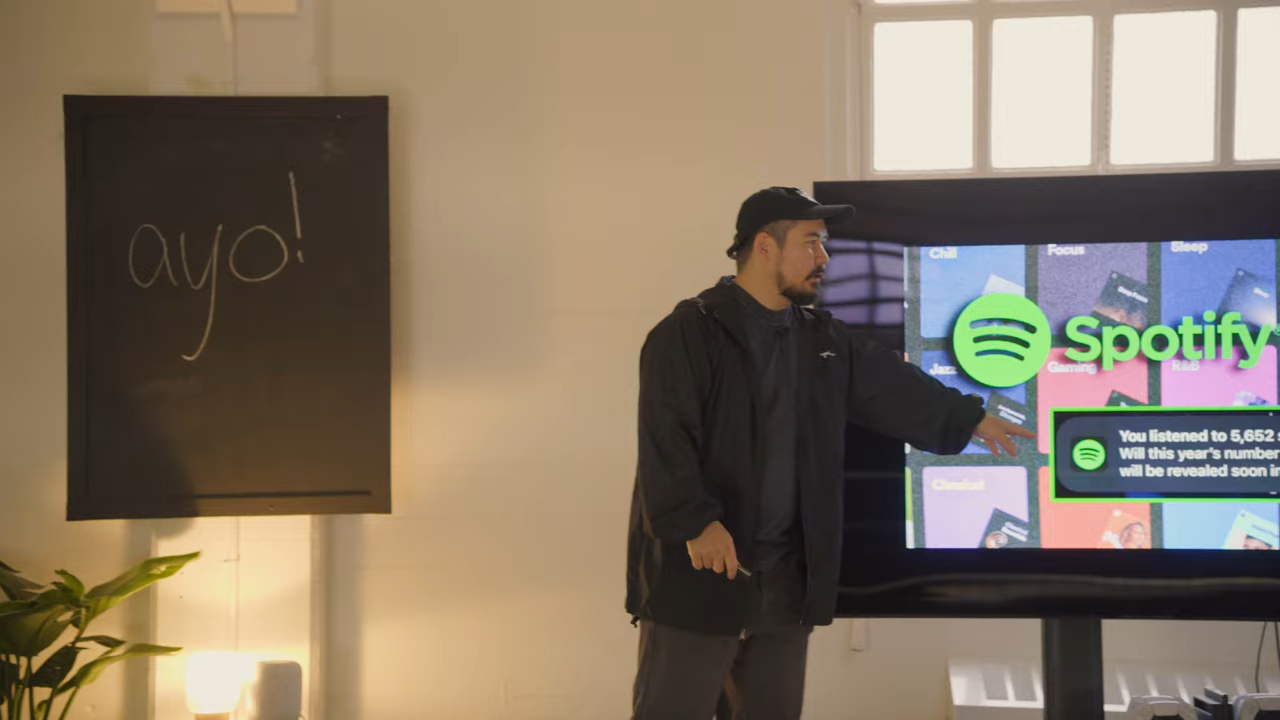 ayo!
Chill
Focus
Sleep
Spotify
Jazz
Gaming
R&B
You listened to 5,652
Will this year's number
will be revealed soon in
Classical